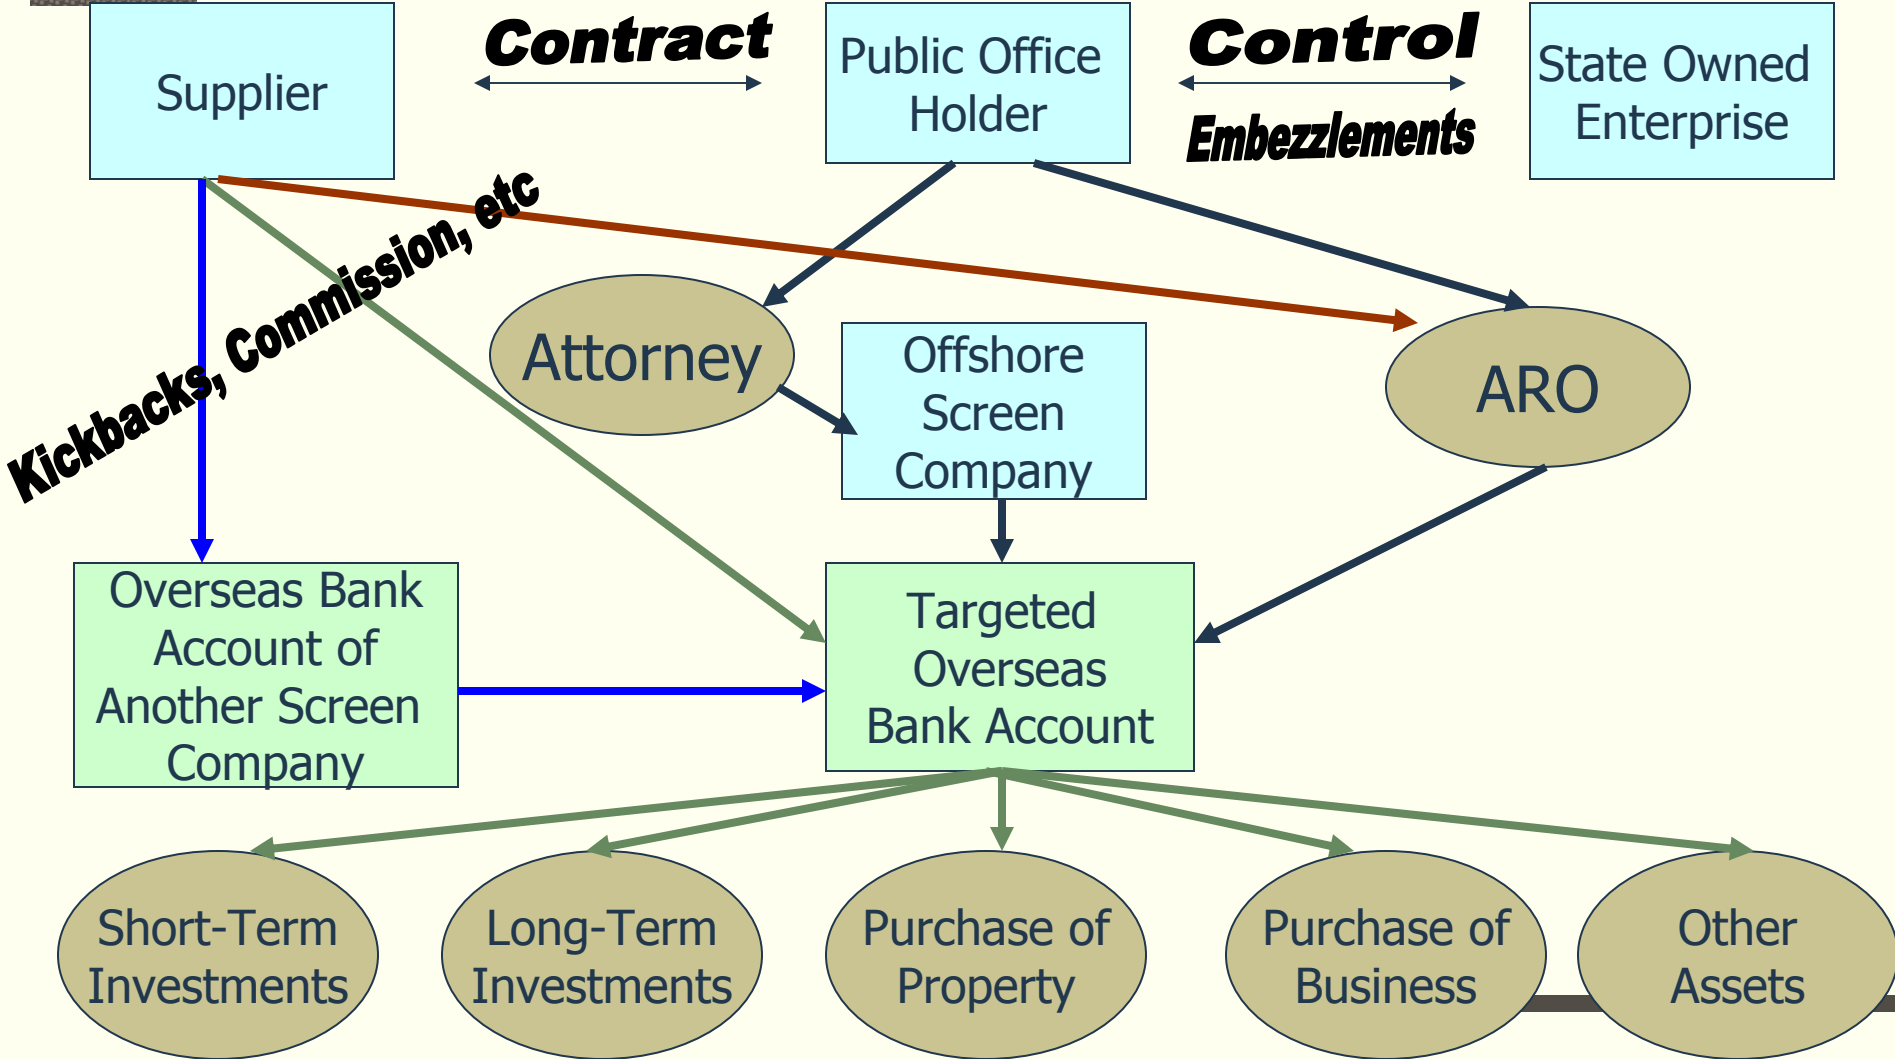 Supplier
Contract
Public Office
Holder
Control
Embezzlements
State Owned
Enterprise
Kickbacks, Commission, etc
Attorney
Offshore
Screen
Company
ARO
Overseas Bank
Account of
Another Screen
Company
Targeted
Overseas
Bank Account
Short-Term
Investments
Long-Term
Investments
Purchase of
Property
Purchase of
Business
Other
Assets